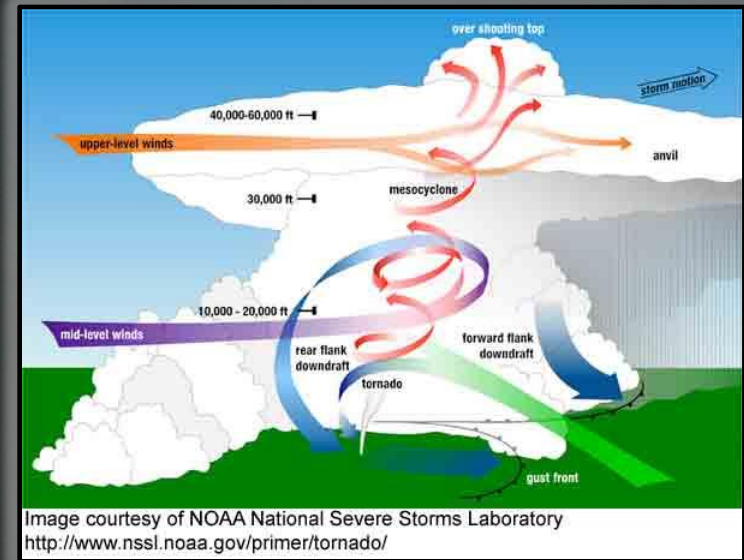 over shooting top
storm motion
40,000-60,000 ft
upper-level winds
anvil
mesocyclone
30,000 ft
10,000 - 20,000 ft
mid-level winds
rear flank
downdraft
forward flank
downdraft
tornado
gust front
Image courtesy of NOAA National Severe Storms Laboratory
http://www.nssl.noaa.gov/primer/tornado/